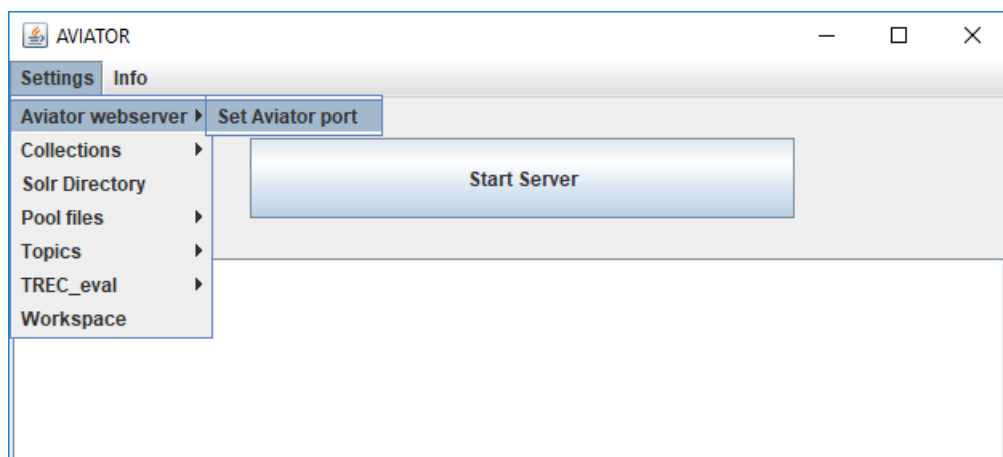 AVIATOR
Settings Info
Aviator webserver Set Aviator port
Collections
Start Server
Solr Directory
Pool files
Topics
TREC_eval
Workspace